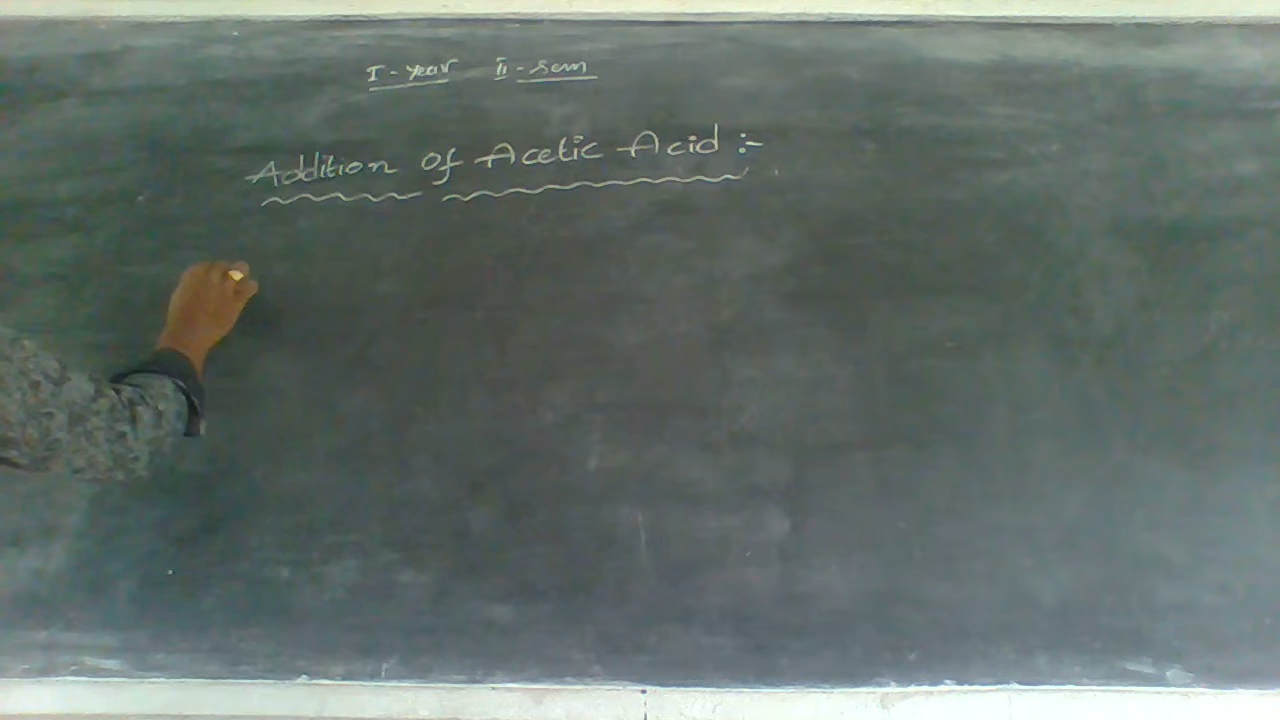 I - year II - sem
Addition of Acetic Acid :-